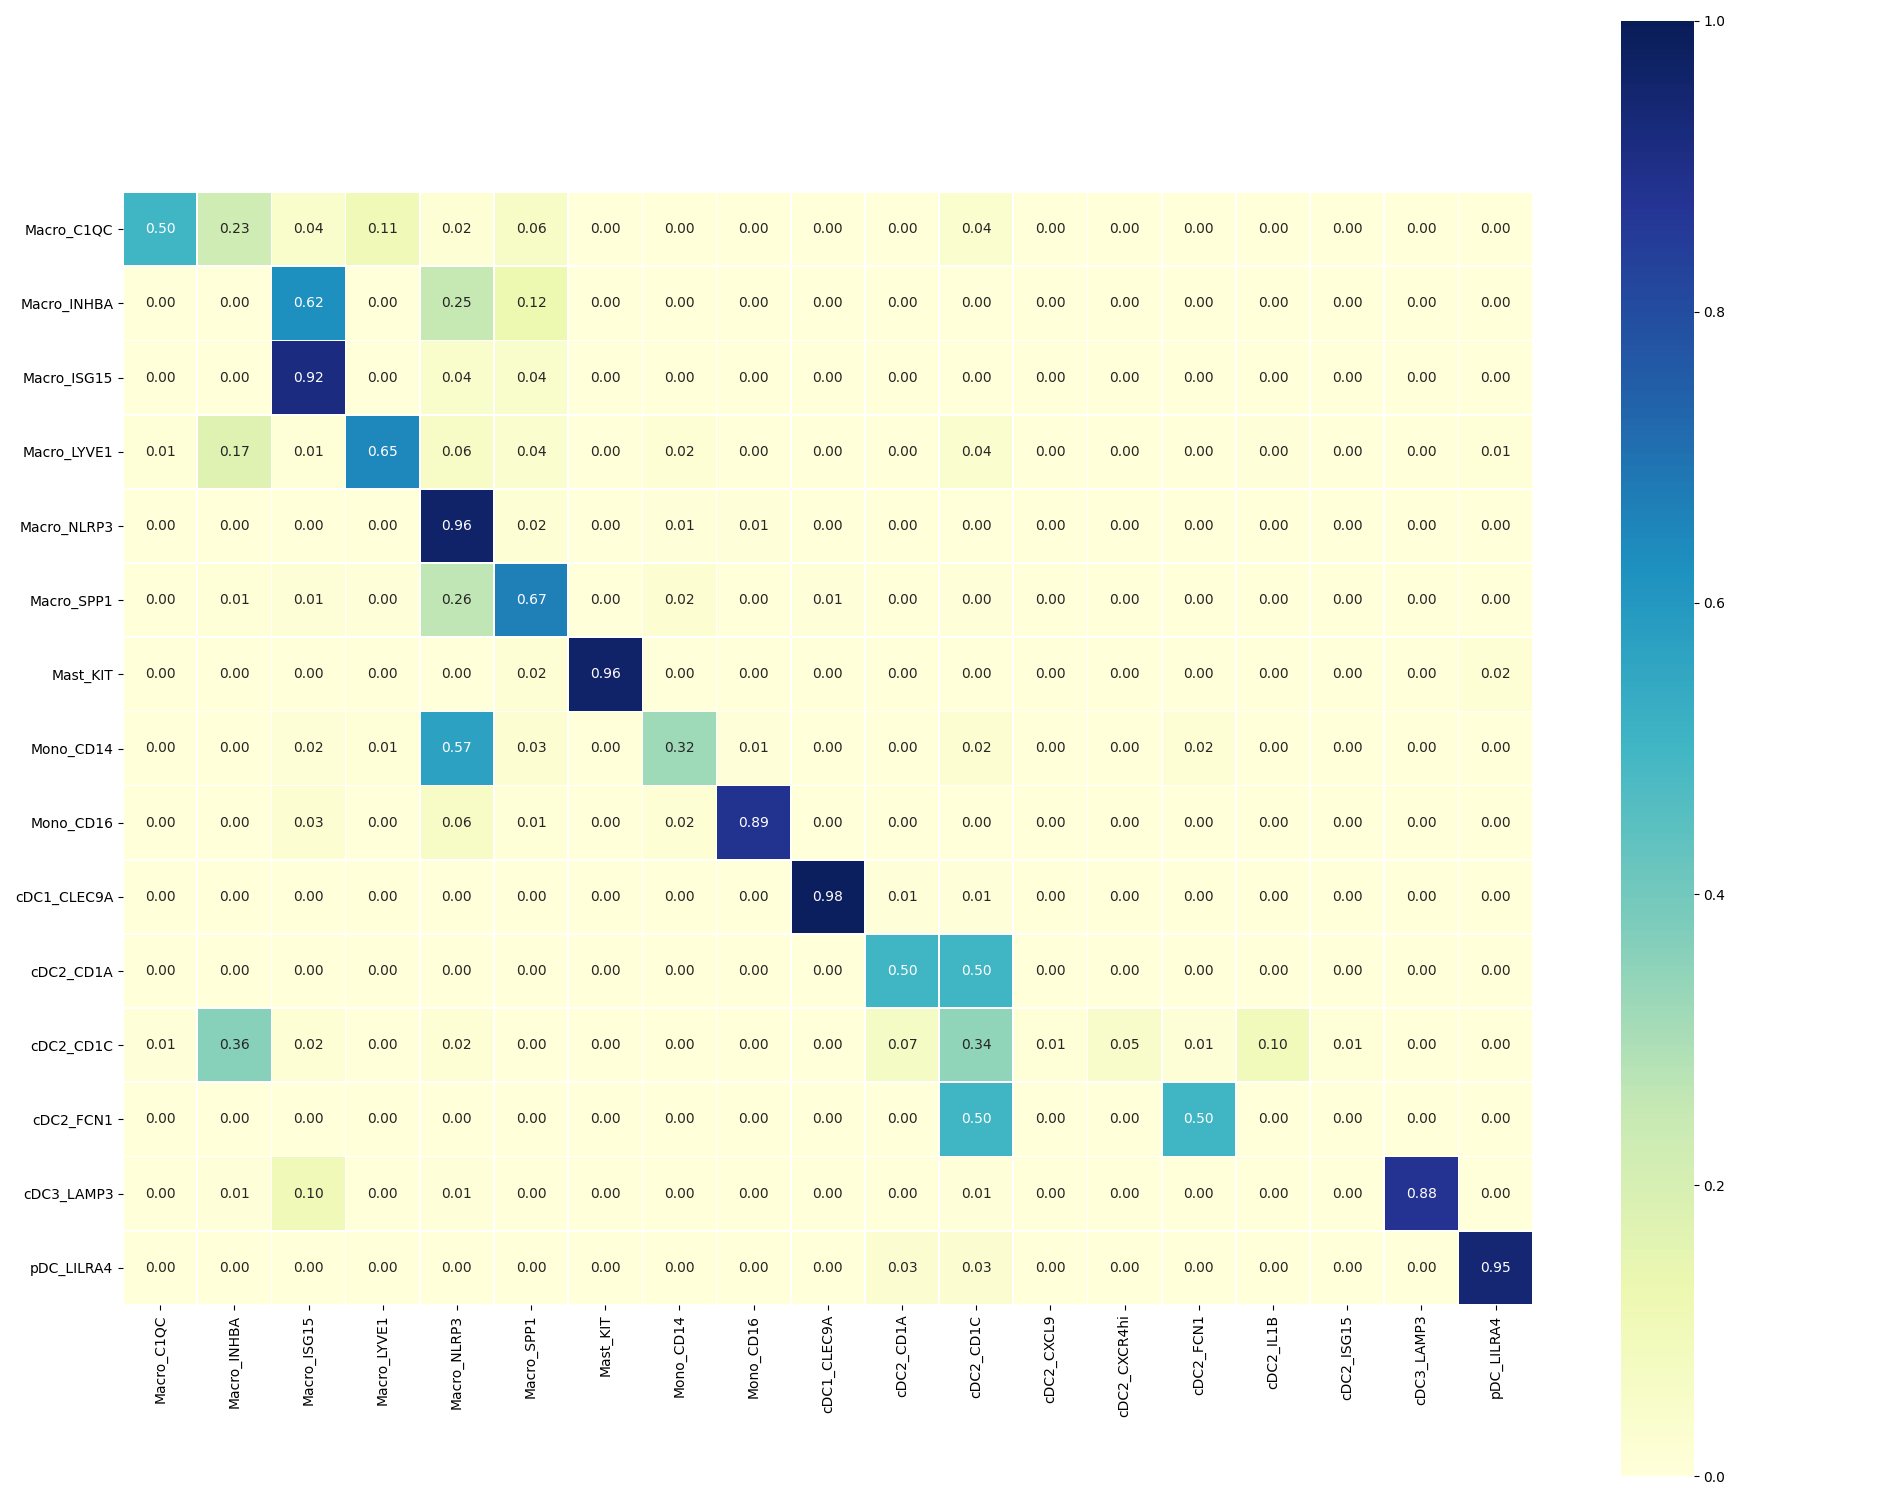 1.0
Macro_C1QC 0.50 0.23 0.04 0.11 0.02 0.06 0.00 0.00 0.00 0.00 0.00 0.04 0.00 0.00 0.00 0.00 0.00 0.00 0.00
Macro_INHBA 0.00 0.00 0.62 0.00 0.25 0.12 0.00 0.00 0.00 0.00 0.00 0.00 0.00 0.00 0.00 0.00 0.00 0.00 0.00
0.8
Macro_ISG15 0.00 0.00 0.92 0.00 0.04 0.04 0.00 0.00 0.00 0.00 0.00 0.00 0.00 0.00 0.00 0.00 0.00 0.00 0.00
Macro_LYVE1 0.01 0.17 0.01 0.65 0.06 0.04 0.00 0.02 0.00 0.00 0.00 0.04 0.00 0.00 0.00 0.00 0.00 0.00 0.01
Macro_NLRP3 0.00 0.00 0.00 0.00 0.96 0.02 0.00 0.01 0.01 0.00 0.00 0.00 0.00 0.00 0.00 0.00 0.00 0.00 0.00
Macro_SPP1 0.00 0.01 0.01 0.00 0.26 0.67 0.00 0.02 0.00 0.01 0.00 0.00 0.00 0.00 0.00 0.00 0.00 0.00 0.00
0.6
Mast_KIT 0.00 0.00 0.00 0.00 0.00 0.02 0.96 0.00 0.00 0.00 0.00 0.00 0.00 0.00 0.00 0.00 0.00 0.00 0.02
Mono_CD14 0.00 0.00 0.02 0.01 0.57 0.03 0.00 0.32 0.01 0.00 0.00 0.02 0.00 0.00 0.02 0.00 0.00 0.00 0.00
Mono_CD16 0.00 0.00 0.03 0.00 0.06 0.01 0.00 0.02 0.89 0.00 0.00 0.00 0.00 0.00 0.00 0.00 0.00 0.00 0.00
0.4
cDC1_CLEC9A 0.00 0.00 0.00 0.00 0.00 0.00 0.00 0.00 0.00 0.98 0.01 0.01 0.00 0.00 0.00 0.00 0.00 0.00 0.00
cDC2_CD1A 0.00 0.00 0.00 0.00 0.00 0.00 0.00 0.00 0.00 0.00 0.50 0.50 0.00 0.00 0.00 0.00 0.00 0.00 0.00
cDC2_CD1C 0.01 0.36 0.02 0.00 0.02 0.00 0.00 0.00 0.00 0.00 0.07 0.34 0.01 0.05 0.01 0.10 0.01 0.00 0.00
cDC2_FCN1 0.00 0.00 0.00 0.00 0.00 0.00 0.00 0.00 0.00 0.00 0.00 0.50 0.00 0.00 0.50 0.00 0.00 0.00 0.00
0.2
cDC3_LAMP3 0.00 0.01 0.10 0.00 0.01 0.00 0.00 0.00 0.00 0.00 0.00 0.01 0.00 0.00 0.00 0.00 0.00 0.88 0.00
pDC_LILRA4 0.00 0.00 0.00 0.00 0.00 0.00 0.00 0.00 0.00 0.00 0.03 0.03 0.00 0.00 0.00 0.00 0.00 0.00 0.95
0.0
Macro_C1QC
Macro_INHBA
Macro_ISG15
Macro_LYVE1
Macro_NLRP3
Macro_SPP1
Mast_KIT
Mono_CD14
Mono_CD16
cDC1_CLEC9A
cDC2_CD1A
cDC2_CD1C
cDC2_CXCL9
cDC2_CXCR4hi
cDC2_FCN1
cDC2_IL1B
cDC2_ISG15
cDC3_LAMP3
pDC_LILRA4